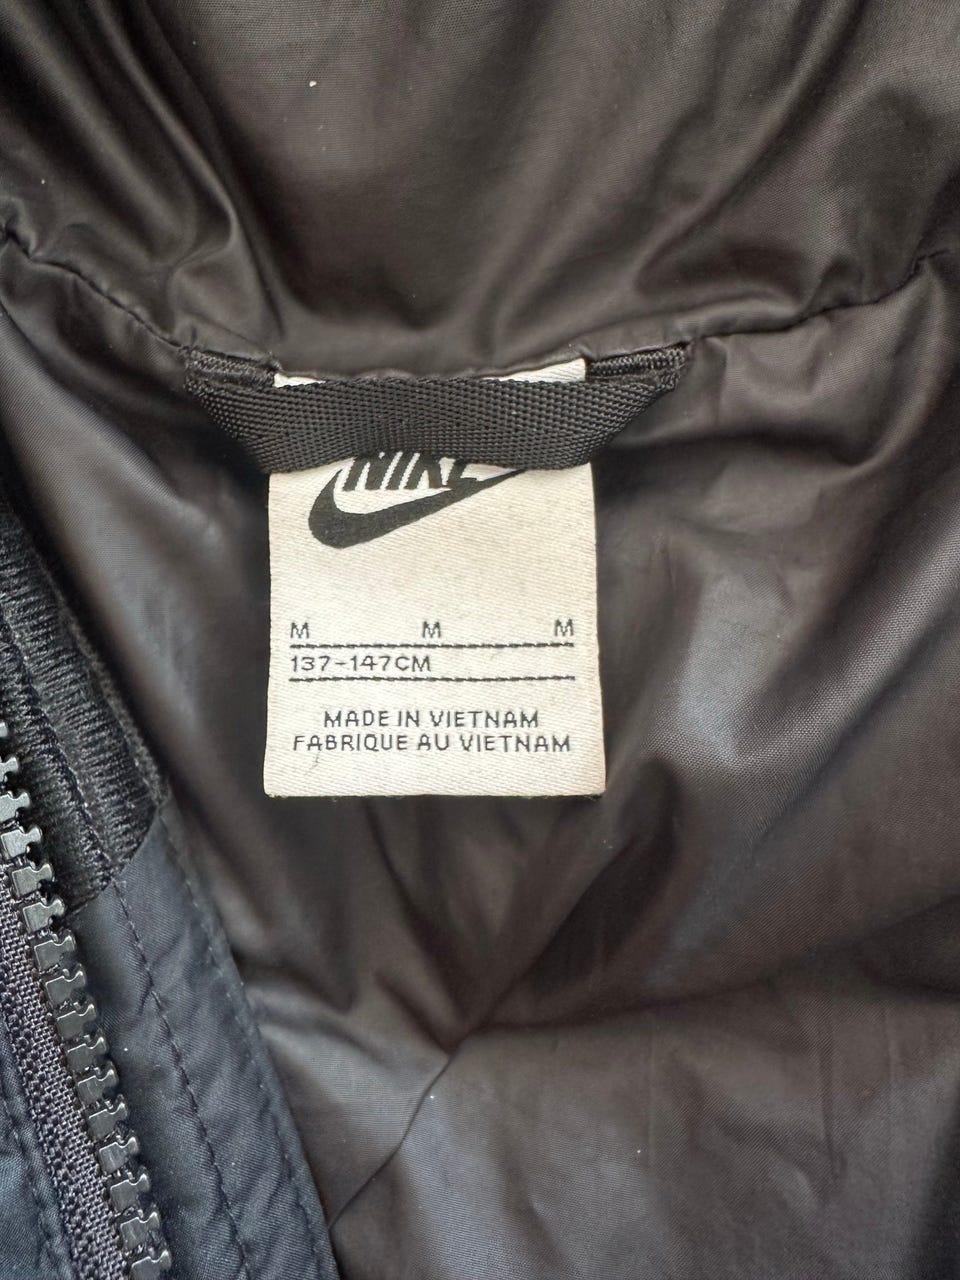 NIKE
M M M
137-147CM
MADE IN VIETNAM
FABRIQUE AU VIETNAM